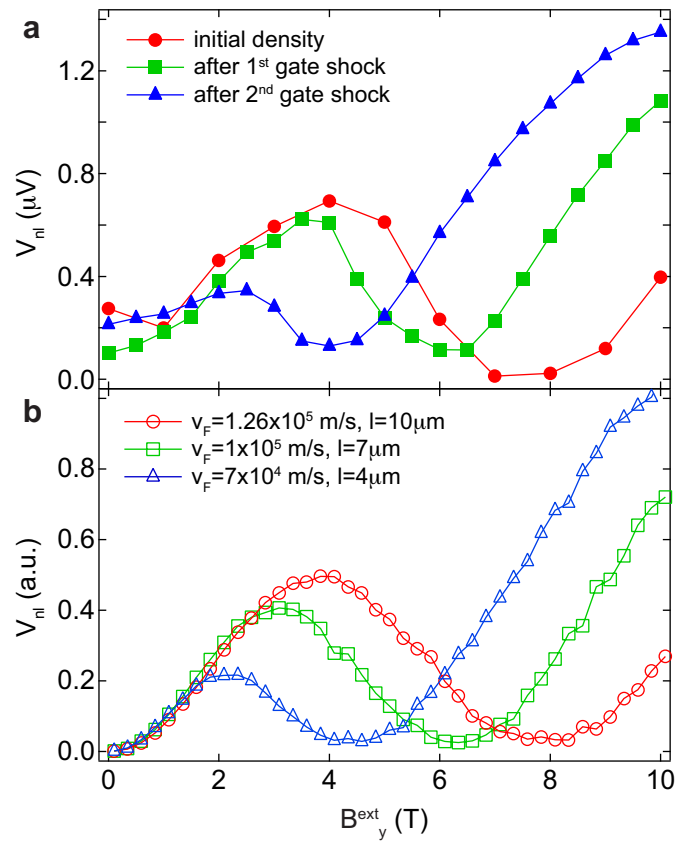 a
initial density
after 1st gate shock
after 2nd gate shock
1.2
0.8
0.4
0.0
Vnl (μV)
b
vF=1.26x10⁵ m/s, l=10μm
vF=1x10⁵ m/s, l=7μm
vF=7x10⁴ m/s, l=4μm
0.8
0.6
0.4
0.2
0.0
Vnl (a.u.)
0 2 4 6 8 10
B^ext_y (T)